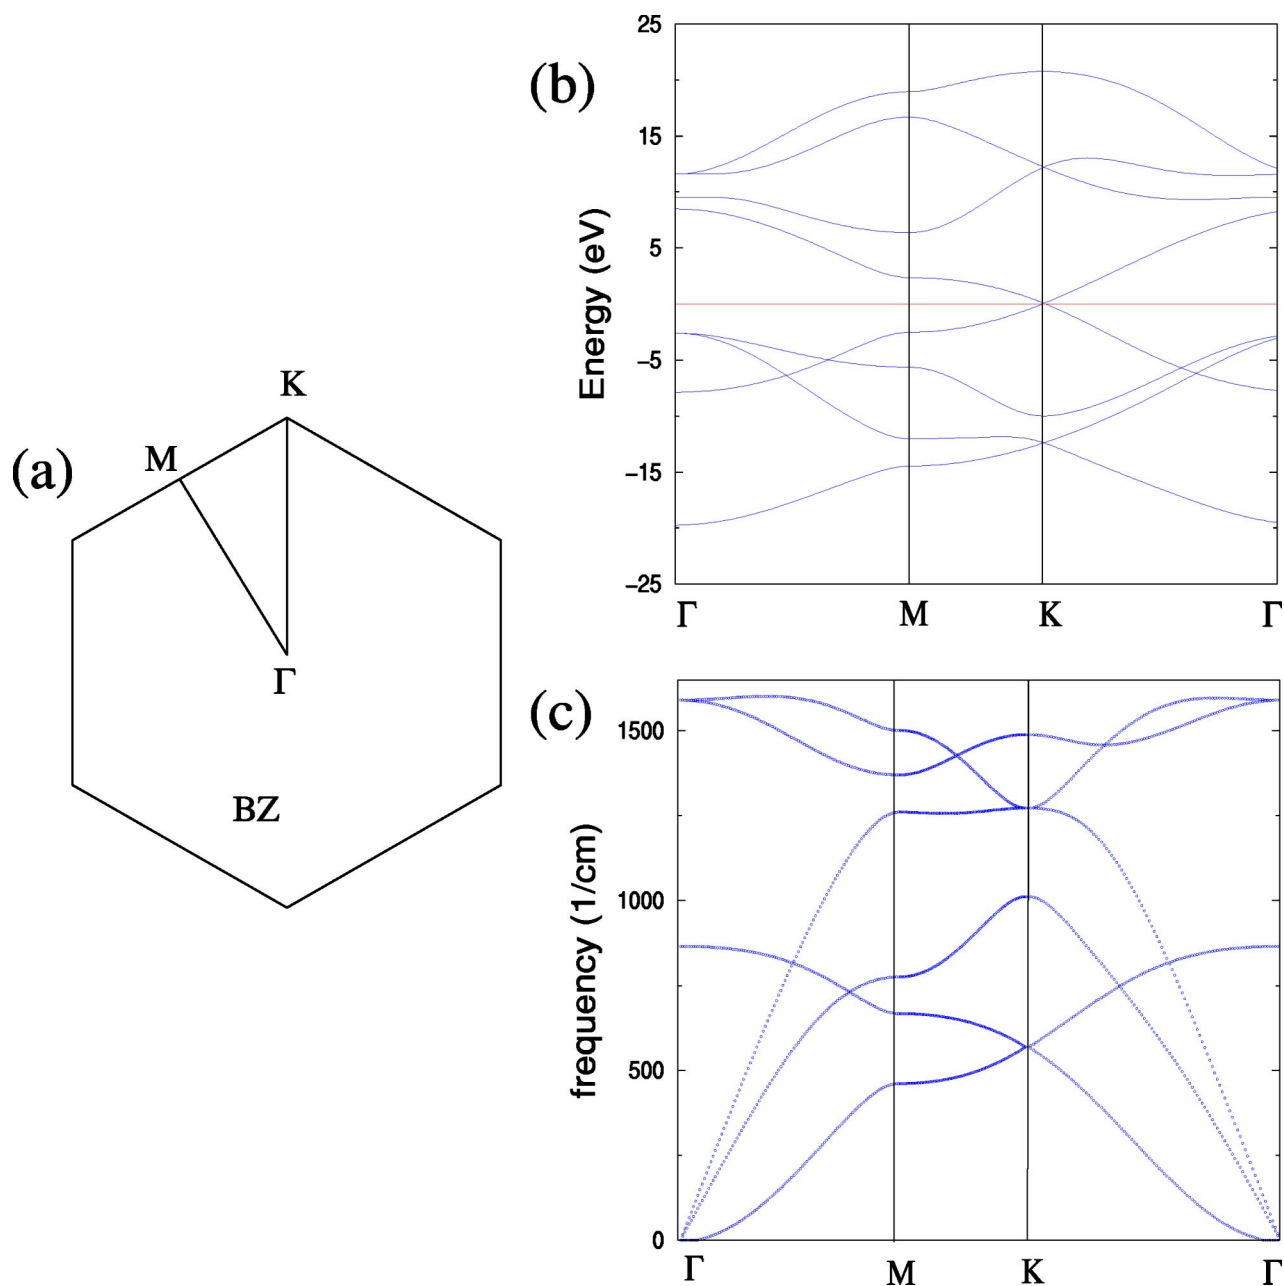 (a)
K
M
Γ
BZ
(b)
Energy (eV)
25
15
5
−5
−15
−25
Γ
M
K
Γ
(c)
frequency (1/cm)
1500
1000
500
0
Γ
M
K
Γ